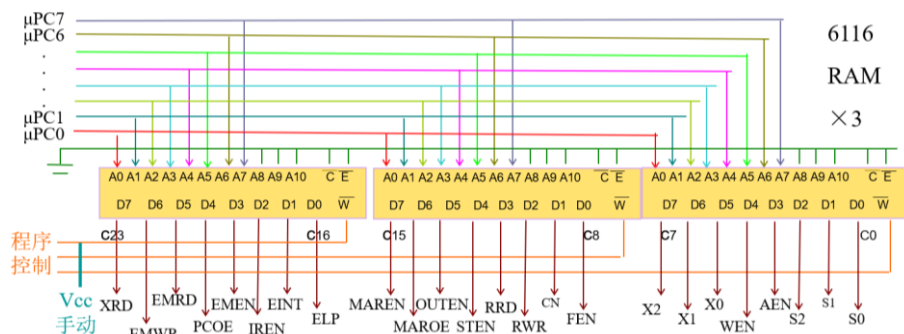 μPC7
μPC6
.
.
.
.
μPC1
μPC0
6116
RAM
×3
A0 A1 A2 A3 A4 A5 A6 A7 A8 A9 A10 C E
D7 D6 D5 D4 D3 D2 D1 D0 W
A0 A1 A2 A3 A4 A5 A6 A7 A8 A9 A10 C E
D7 D6 D5 D4 D3 D2 D1 D0 W
A0 A1 A2 A3 A4 A5 A6 A7 A8 A9 A10 C E
D7 D6 D5 D4 D3 D2 D1 D0 W
C23 C16 C15 C8 C7 C0
程序
控制
Vcc
手动
XRD EMWR EMRD PCOE EMEN IREN EINT ELP
MAREN MAROE OUTEN STEN RRD RWR CN FEN
X2 X1 X0 WEN AEN S2 S1 S0